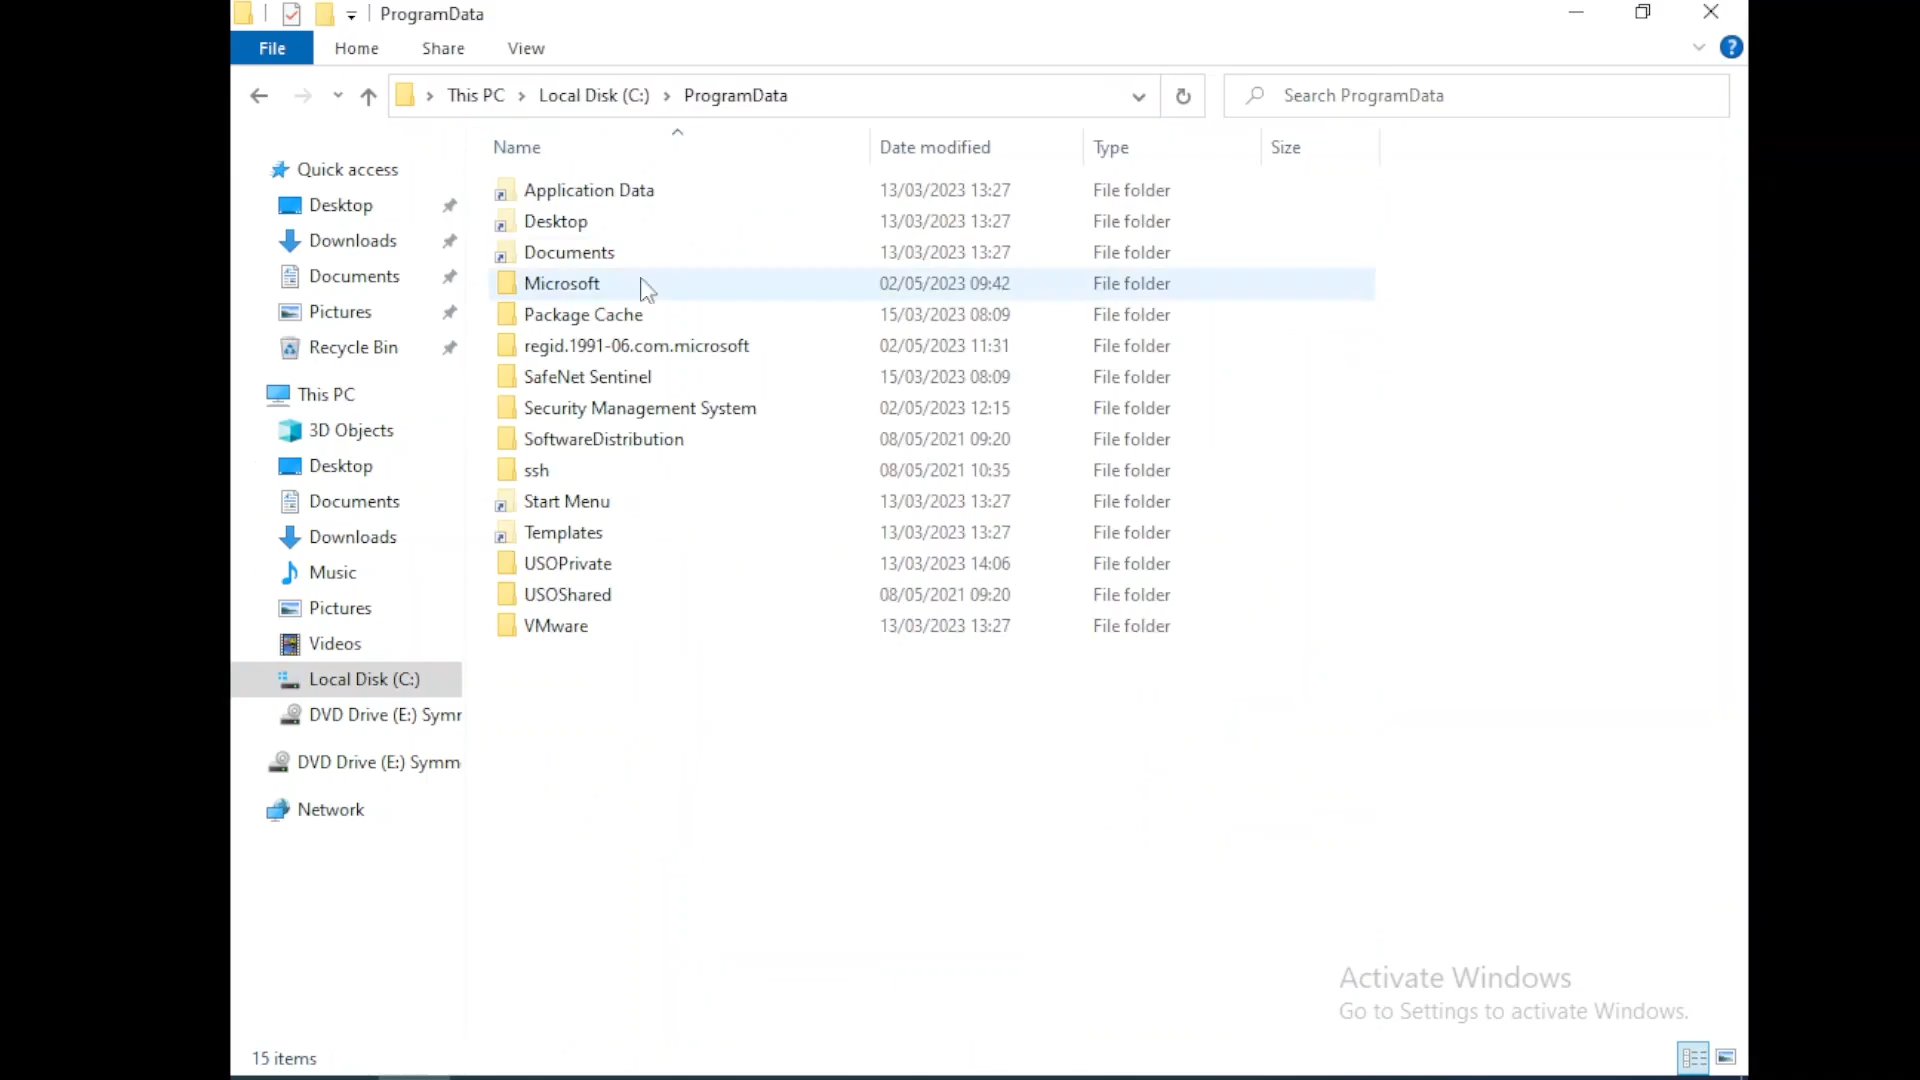 ProgramData
File Home Share View
This PC Local Disk (C:) ProgramData
Search ProgramData
Name Date modified Type Size
Quick access
Desktop
Downloads
Documents
Pictures
Recycle Bin
This PC
3D Objects
Desktop
Documents
Downloads
Music
Pictures
Videos
Local Disk (C:)
DVD Drive (E:) Symr
DVD Drive (E:) Symm
Network
Application Data 13/03/2023 13:27 File folder
Desktop 13/03/2023 13:27 File folder
Documents 13/03/2023 13:27 File folder
Microsoft 02/05/2023 09:42 File folder
Package Cache 15/03/2023 08:09 File folder
regid.1991-06.com.microsoft 02/05/2023 11:31 File folder
SafeNet Sentinel 15/03/2023 08:09 File folder
Security Management System 02/05/2023 12:15 File folder
SoftwareDistribution 08/05/2021 09:20 File folder
ssh 08/05/2021 10:35 File folder
Start Menu 13/03/2023 13:27 File folder
Templates 13/03/2023 13:27 File folder
USOPrivate 13/03/2023 14:06 File folder
USOShared 08/05/2021 09:20 File folder
VMware 13/03/2023 13:27 File folder
Activate Windows
Go to Settings to activate Windows.
15 items